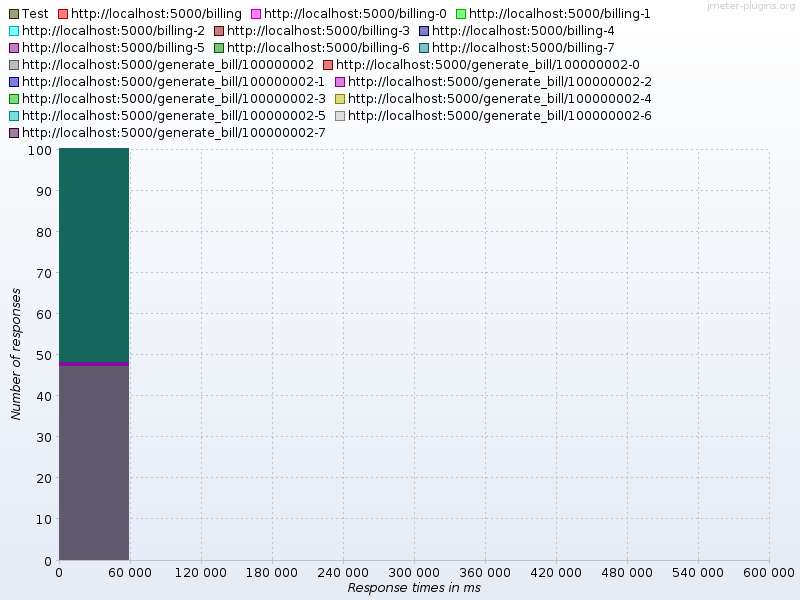 jmeter-plugins.org
Test http://localhost:5000/billing http://localhost:5000/billing-0 http://localhost:5000/billing-1
http://localhost:5000/billing-2 http://localhost:5000/billing-3 http://localhost:5000/billing-4
http://localhost:5000/billing-5 http://localhost:5000/billing-6 http://localhost:5000/billing-7
http://localhost:5000/generate_bill/100000002 http://localhost:5000/generate_bill/100000002-0
http://localhost:5000/generate_bill/100000002-1 http://localhost:5000/generate_bill/100000002-2
http://localhost:5000/generate_bill/100000002-3 http://localhost:5000/generate_bill/100000002-4
http://localhost:5000/generate_bill/100000002-5 http://localhost:5000/generate_bill/100000002-6
http://localhost:5000/generate_bill/100000002-7
100
90
80
70
60
50
40
30
20
10
0
Number of responses
0 60 000 120 000 180 000 240 000 300 000 360 000 420 000 480 000 540 000 600 000
Response times in ms